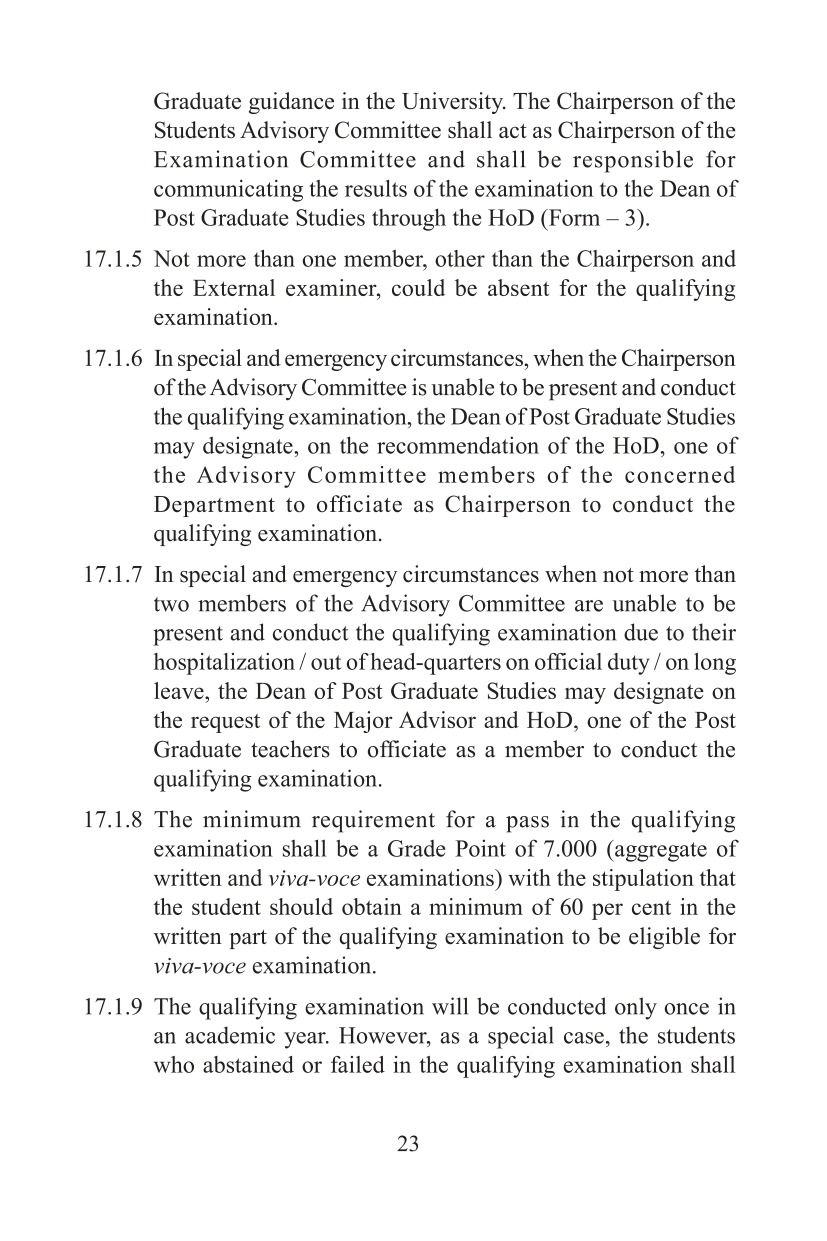 Graduate guidance in the University. The Chairperson of the
Students Advisory Committee shall act as Chairperson of the
Examination Committee and shall be responsible for
communicating the results of the examination to the Dean of
Post Graduate Studies through the HoD (Form – 3).
17.1.5 Not more than one member, other than the Chairperson and
the External examiner, could be absent for the qualifying
examination.
17.1.6 In special and emergency circumstances, when the Chairperson
of the Advisory Committee is unable to be present and conduct
the qualifying examination, the Dean of Post Graduate Studies
may designate, on the recommendation of the HoD, one of
the Advisory Committee members of the concerned
Department to officiate as Chairperson to conduct the
qualifying examination.
17.1.7 In special and emergency circumstances when not more than
two members of the Advisory Committee are unable to be
present and conduct the qualifying examination due to their
hospitalization / out of head-quarters on official duty / on long
leave, the Dean of Post Graduate Studies may designate on
the request of the Major Advisor and HoD, one of the Post
Graduate teachers to officiate as a member to conduct the
qualifying examination.
17.1.8 The minimum requirement for a pass in the qualifying
examination shall be a Grade Point of 7.000 (aggregate of
written and viva-voce examinations) with the stipulation that
the student should obtain a minimum of 60 per cent in the
written part of the qualifying examination to be eligible for
viva-voce examination.
17.1.9 The qualifying examination will be conducted only once in
an academic year. However, as a special case, the students
who abstained or failed in the qualifying examination shall
23